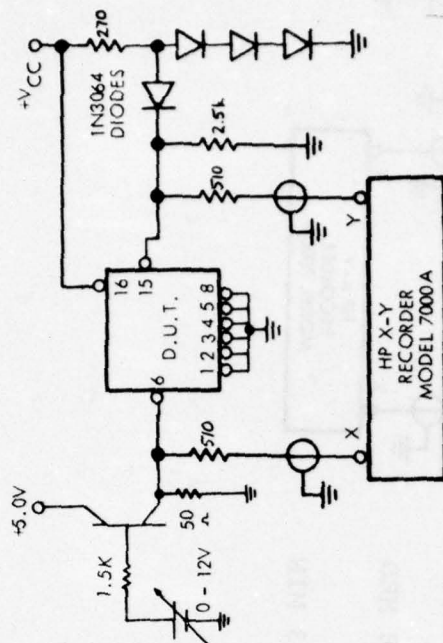 +5.0V
1.5K
0 - 12V
50
510
X
6
D.U.T.
1 2 3 4 5 8
16
15
+VCC
270
1N3064
DIODES
2.5k
510
Y
HP X-Y
RECORDER
MODEL 7000A